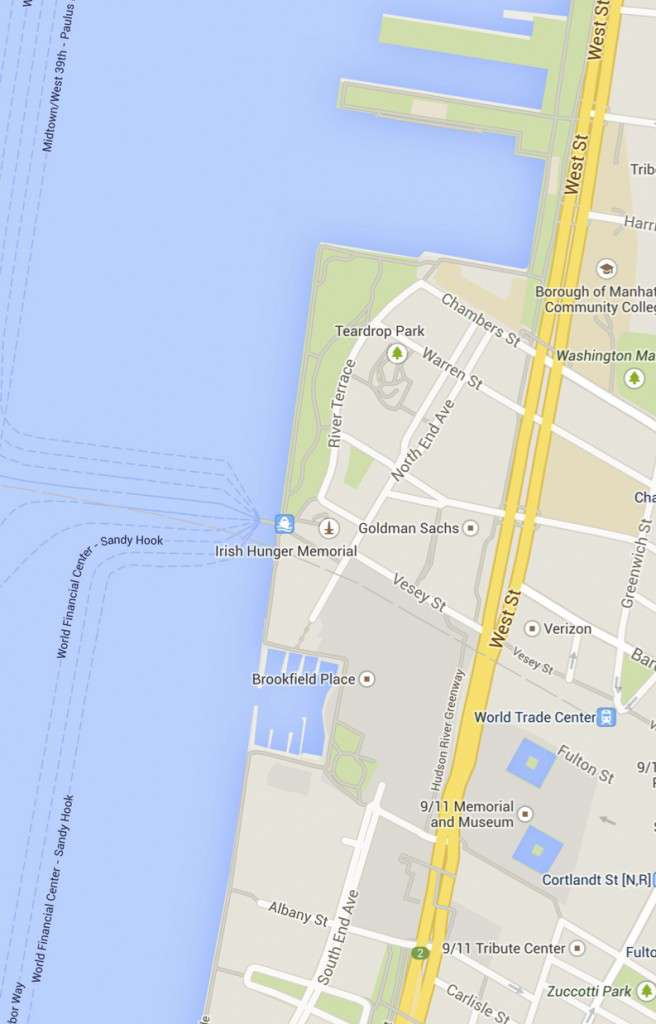 West St
Midtown/West 39th - Paulus
West St
Trib
Harri
Borough of Manhat
Community Colleg
Chambers St
Teardrop Park
Warren St
Washington Ma
River Terrace
North End Ave
Cha
Goldman Sachs
Greenwich St
World Financial Center - Sandy Hook
Irish Hunger Memorial
Vesey St
West St
Verizon
Vesey St
Barc
Brookfield Place
Hudson River Greenway
World Trade Center
Fulton St
9/1
9/11 Memorial
and Museum
World Financial Center - Sandy Hook
Cortlandt St [N,R]
Albany St
South End Ave
2
9/11 Tribute Center
Fulto
Zuccotti Park
Carlisle St
bor Way